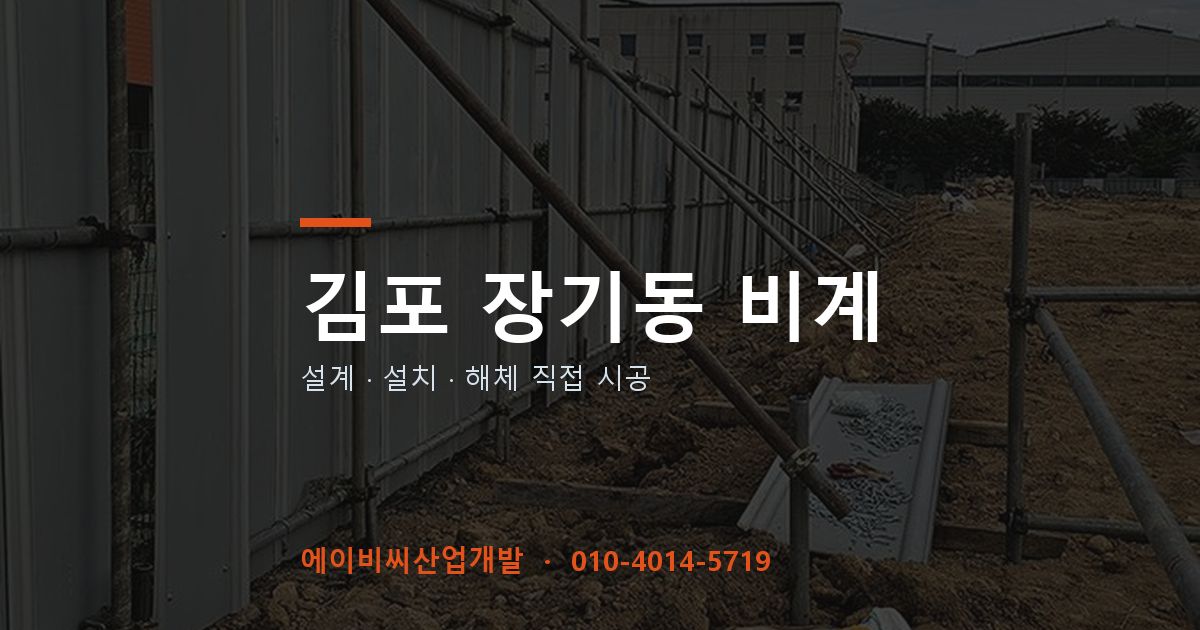 김포 장기동 비계
설계 · 설치 · 해체 직접 시공
에이비씨산업개발 · 010-4014-5719